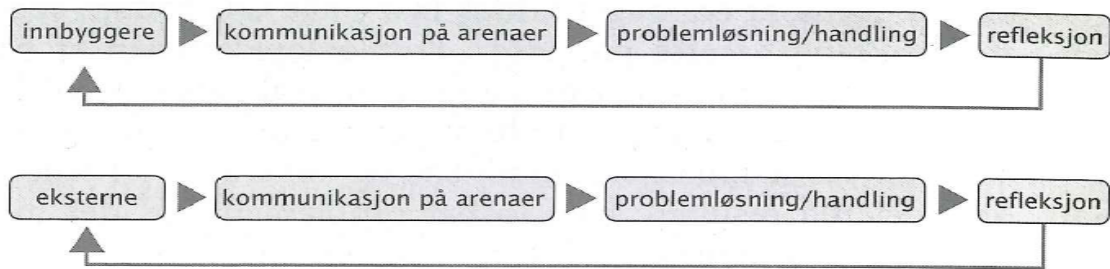 innbyggere
kommunikasjon på arenaer
problemløsning/handling
refleksjon
eksterne
kommunikasjon på arenaer
problemløsning/handling
refleksjon